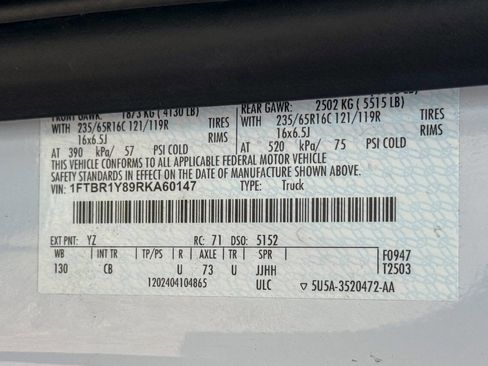 FRONT GAWR: 1873 KG ( 4130 LB)
REAR GAWR: 2502 KG ( 5515 LB)
WITH 235/65R16C 121/119R TIRES
16x6.5J RIMS
AT 390 kPa/ 57 PSI COLD
WITH 235/65R16C 121/119R TIRES
16x6.5J RIMS
AT 520 kPa/ 75 PSI COLD
THIS VEHICLE CONFORMS TO ALL APPLICABLE FEDERAL MOTOR VEHICLE
SAFETY STANDARDS IN EFFECT ON THE DATE OF MANUFACTURE SHOWN ABOVE.
VIN: 1FTBR1Y89RKA60147 TYPE: Truck
EXT PNT: YZ RC: 71 DSO: 5152
WB INT TR TP/PS R AXLE TR SPR
130 CB U 73 U JJHH
1202404104865 ULC
F0947
T2503
▽ 5U5A-3520472-AA